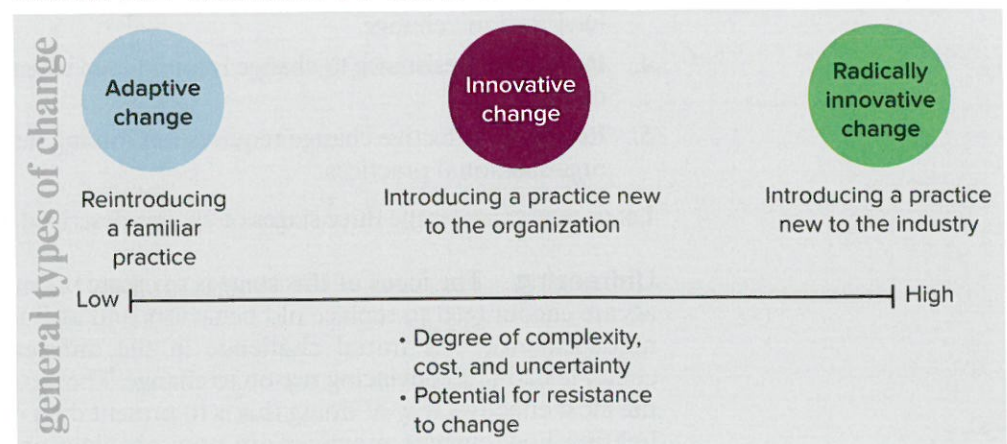 general types of change
Adaptive
change
Innovative
change
Radically
innovative
change
Reintroducing
a familiar
practice
Introducing a practice new
to the organization
Introducing a practice
new to the industry
Low
High
• Degree of complexity,
cost, and uncertainty
• Potential for resistance
to change